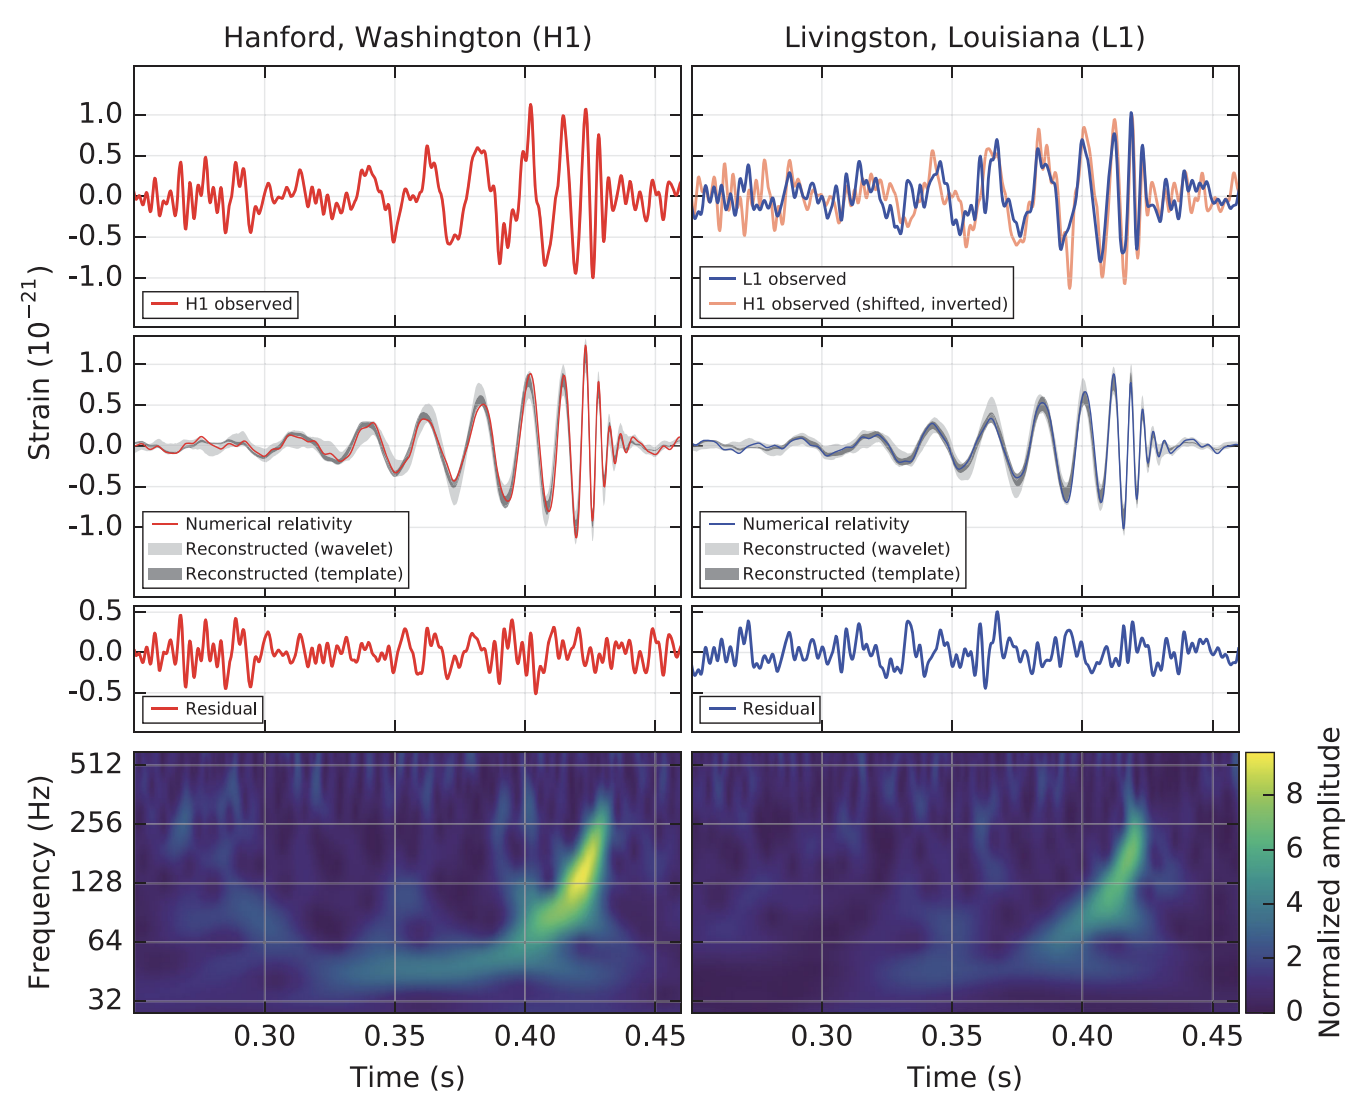 Hanford, Washington (H1)
Livingston, Louisiana (L1)
Strain (10−21)
1.0
0.5
0.0
-0.5
-1.0
H1 observed
L1 observed
H1 observed (shifted, inverted)
1.0
0.5
0.0
-0.5
-1.0
Numerical relativity
Reconstructed (wavelet)
Reconstructed (template)
Numerical relativity
Reconstructed (wavelet)
Reconstructed (template)
0.5
0.0
-0.5
Residual
Residual
Frequency (Hz)
512
256
128
64
32
Normalized amplitude
8
6
4
2
0
0.30 0.35 0.40 0.45
0.30 0.35 0.40 0.45
Time (s)
Time (s)